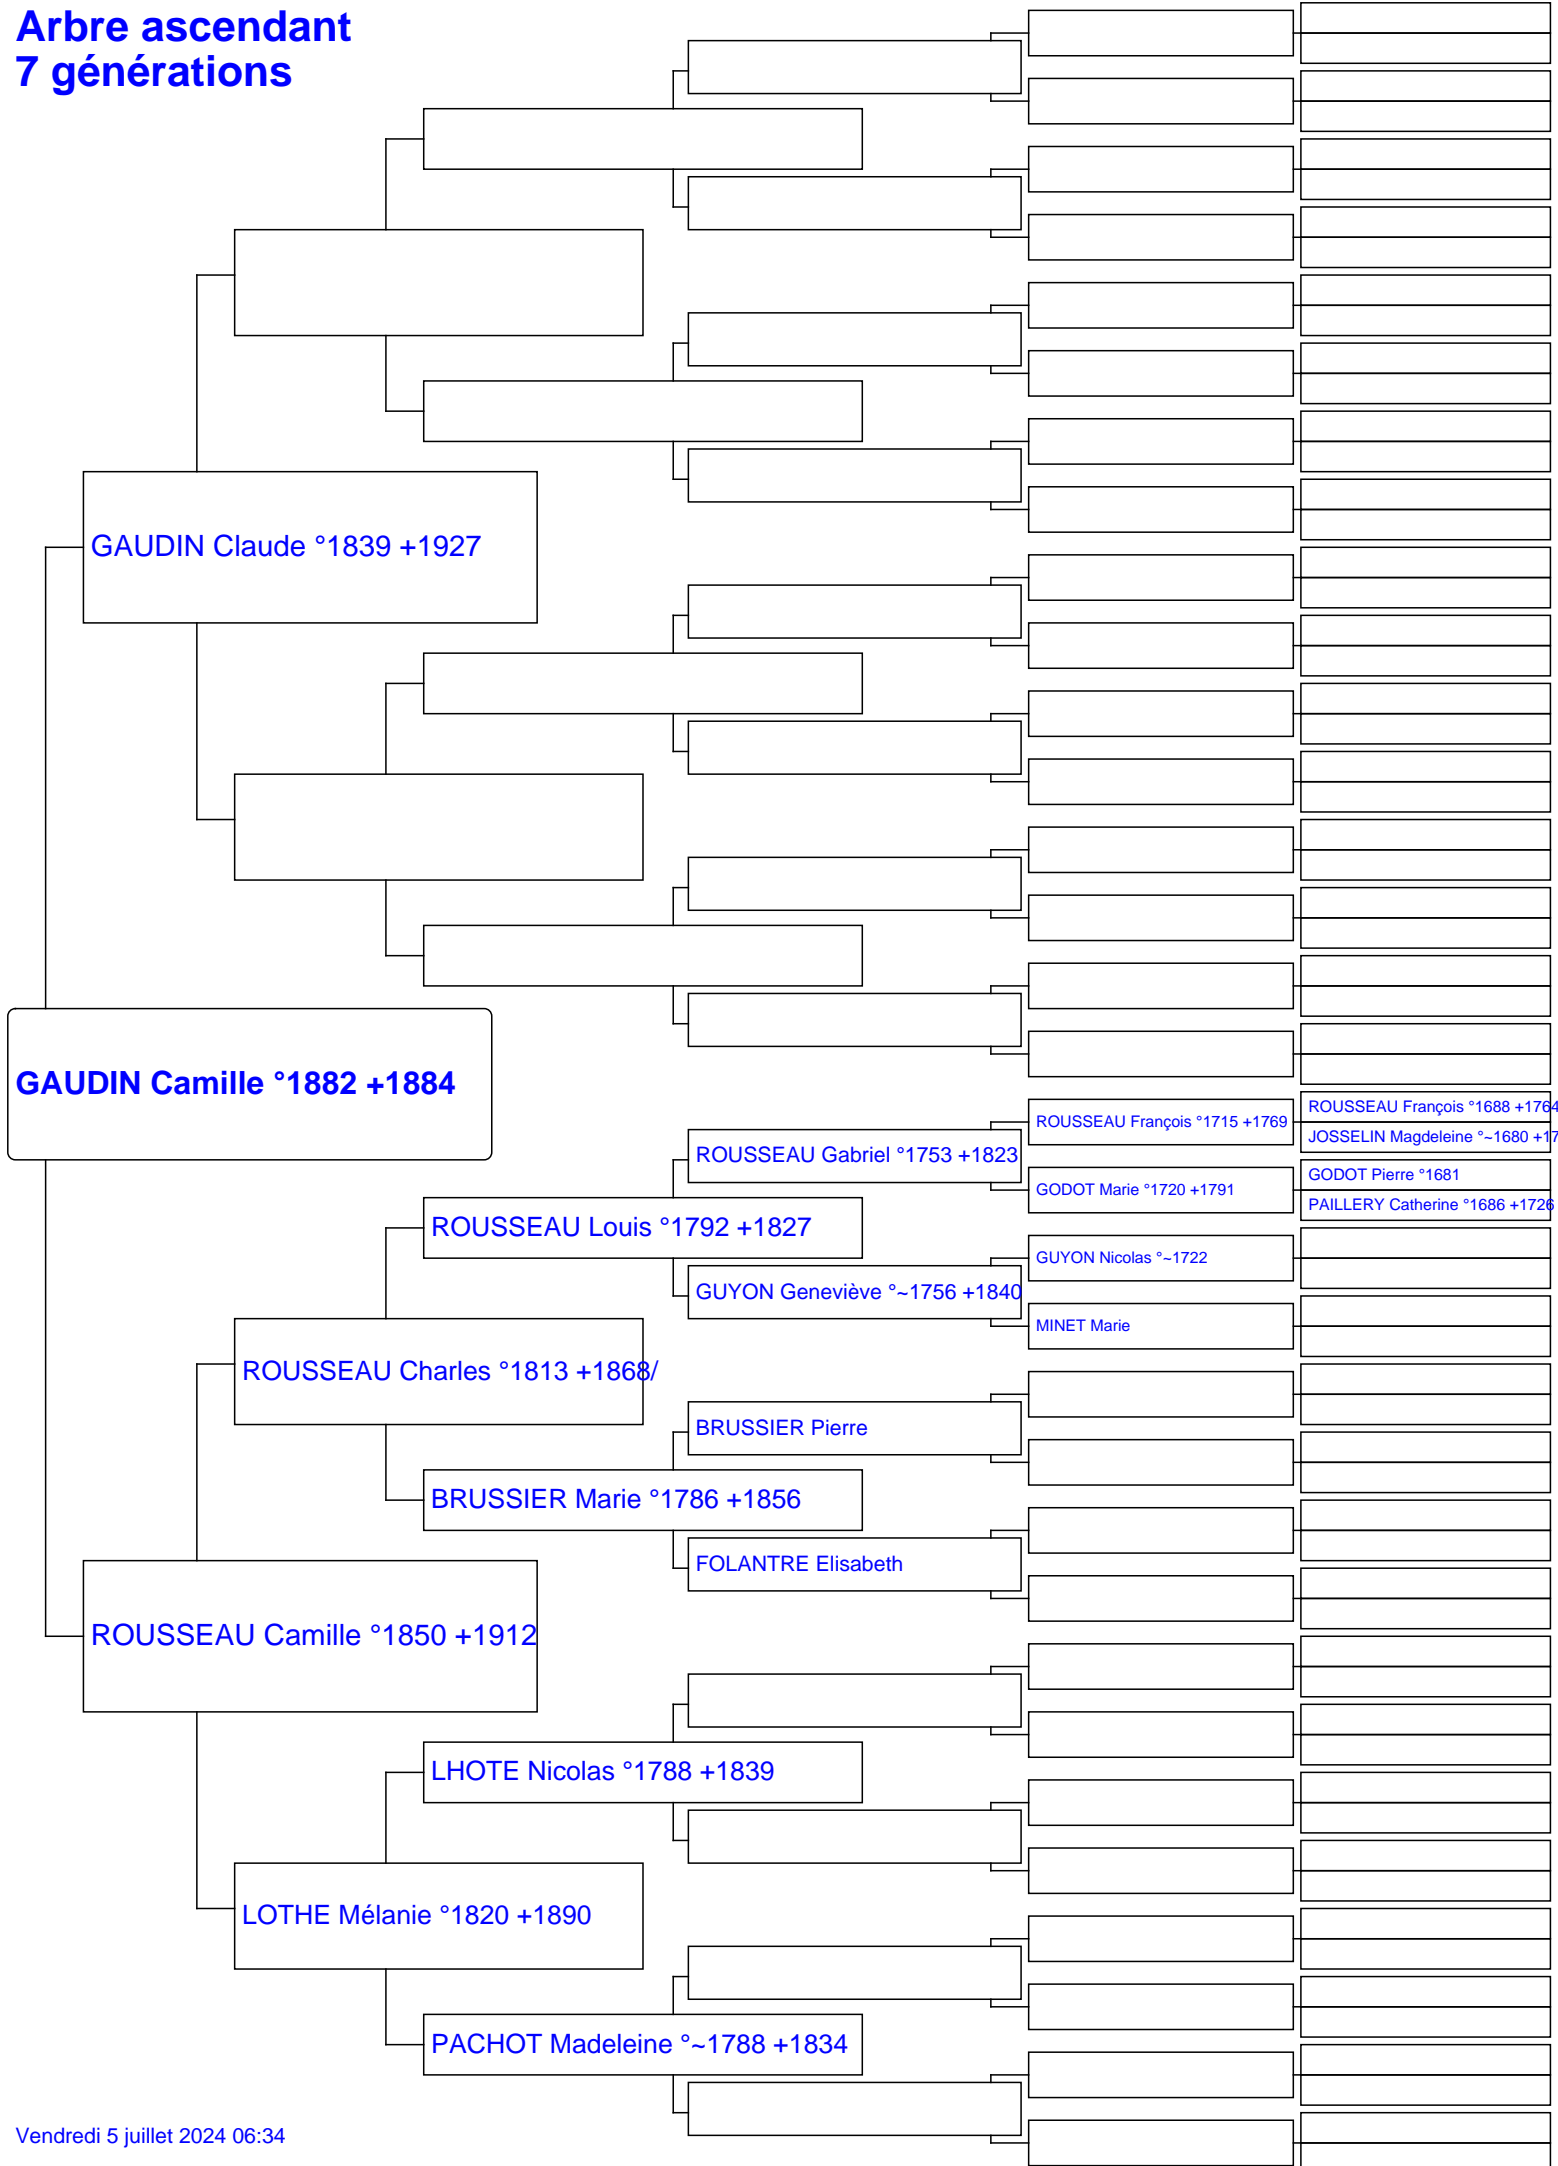 Arbre ascendant
7 générations
GAUDIN Claude °1839 +1927
GAUDIN Camille °1882 +1884
ROUSSEAU François °1688 +1764
ROUSSEAU François °1715 +1769
JOSSELIN Magdeleine °~1680 +17
ROUSSEAU Gabriel °1753 +1823
GODOT Pierre °1681
GODOT Marie °1720 +1791
PAILLERY Catherine °1686 +1726
ROUSSEAU Louis °1792 +1827
GUYON Nicolas °~1722
GUYON Geneviève °~1756 +1840
MINET Marie
ROUSSEAU Charles °1813 +1868/
BRUSSIER Pierre
BRUSSIER Marie °1786 +1856
FOLANTRE Elisabeth
ROUSSEAU Camille °1850 +1912
LHOTE Nicolas °1788 +1839
LOTHE Mélanie °1820 +1890
PACHOT Madeleine °~1788 +1834
Vendredi 5 juillet 2024 06:34